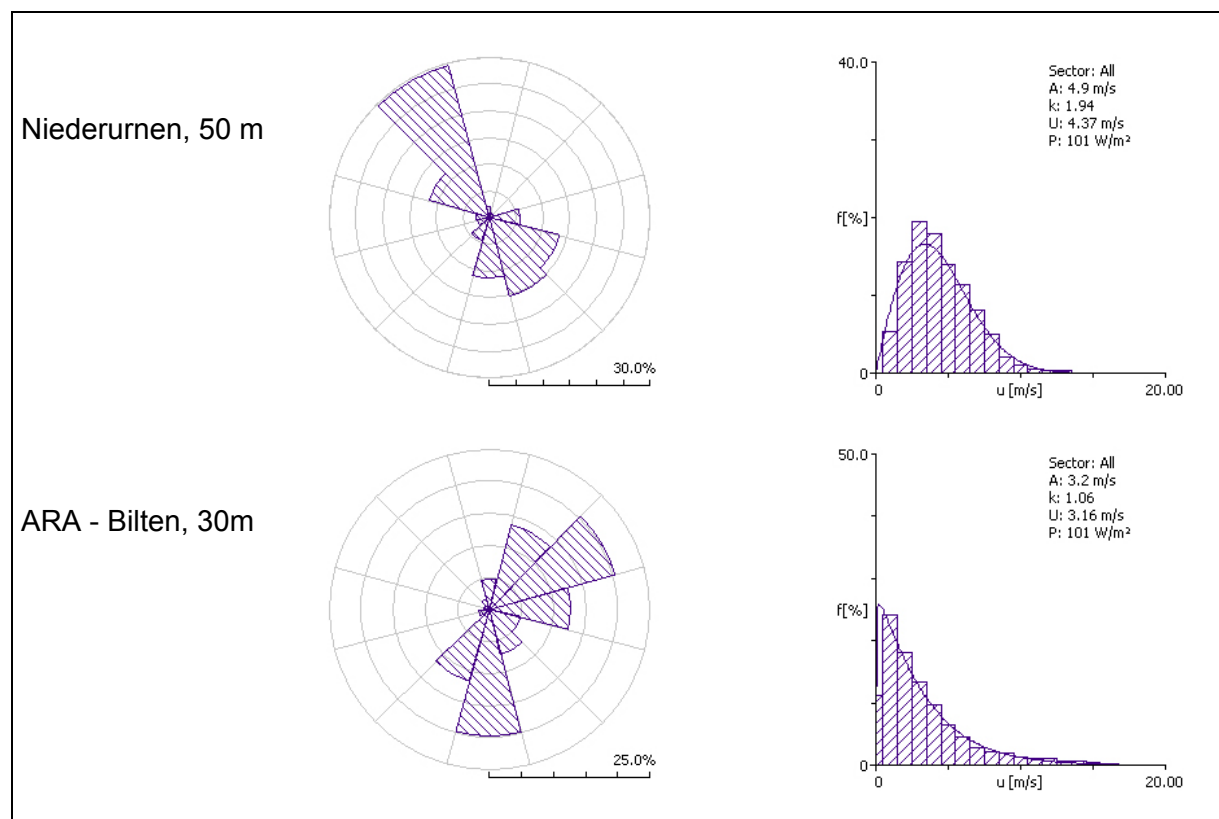 Niederurnen, 50 m
30.0%
40.0
f[%]
0
0
u [m/s]
20.00
Sector: All
A: 4.9 m/s
k: 1.94
U: 4.37 m/s
P: 101 W/m²
ARA - Bilten, 30m
25.0%
50.0
f[%]
0
0
u [m/s]
20.00
Sector: All
A: 3.2 m/s
k: 1.06
U: 3.16 m/s
P: 101 W/m²